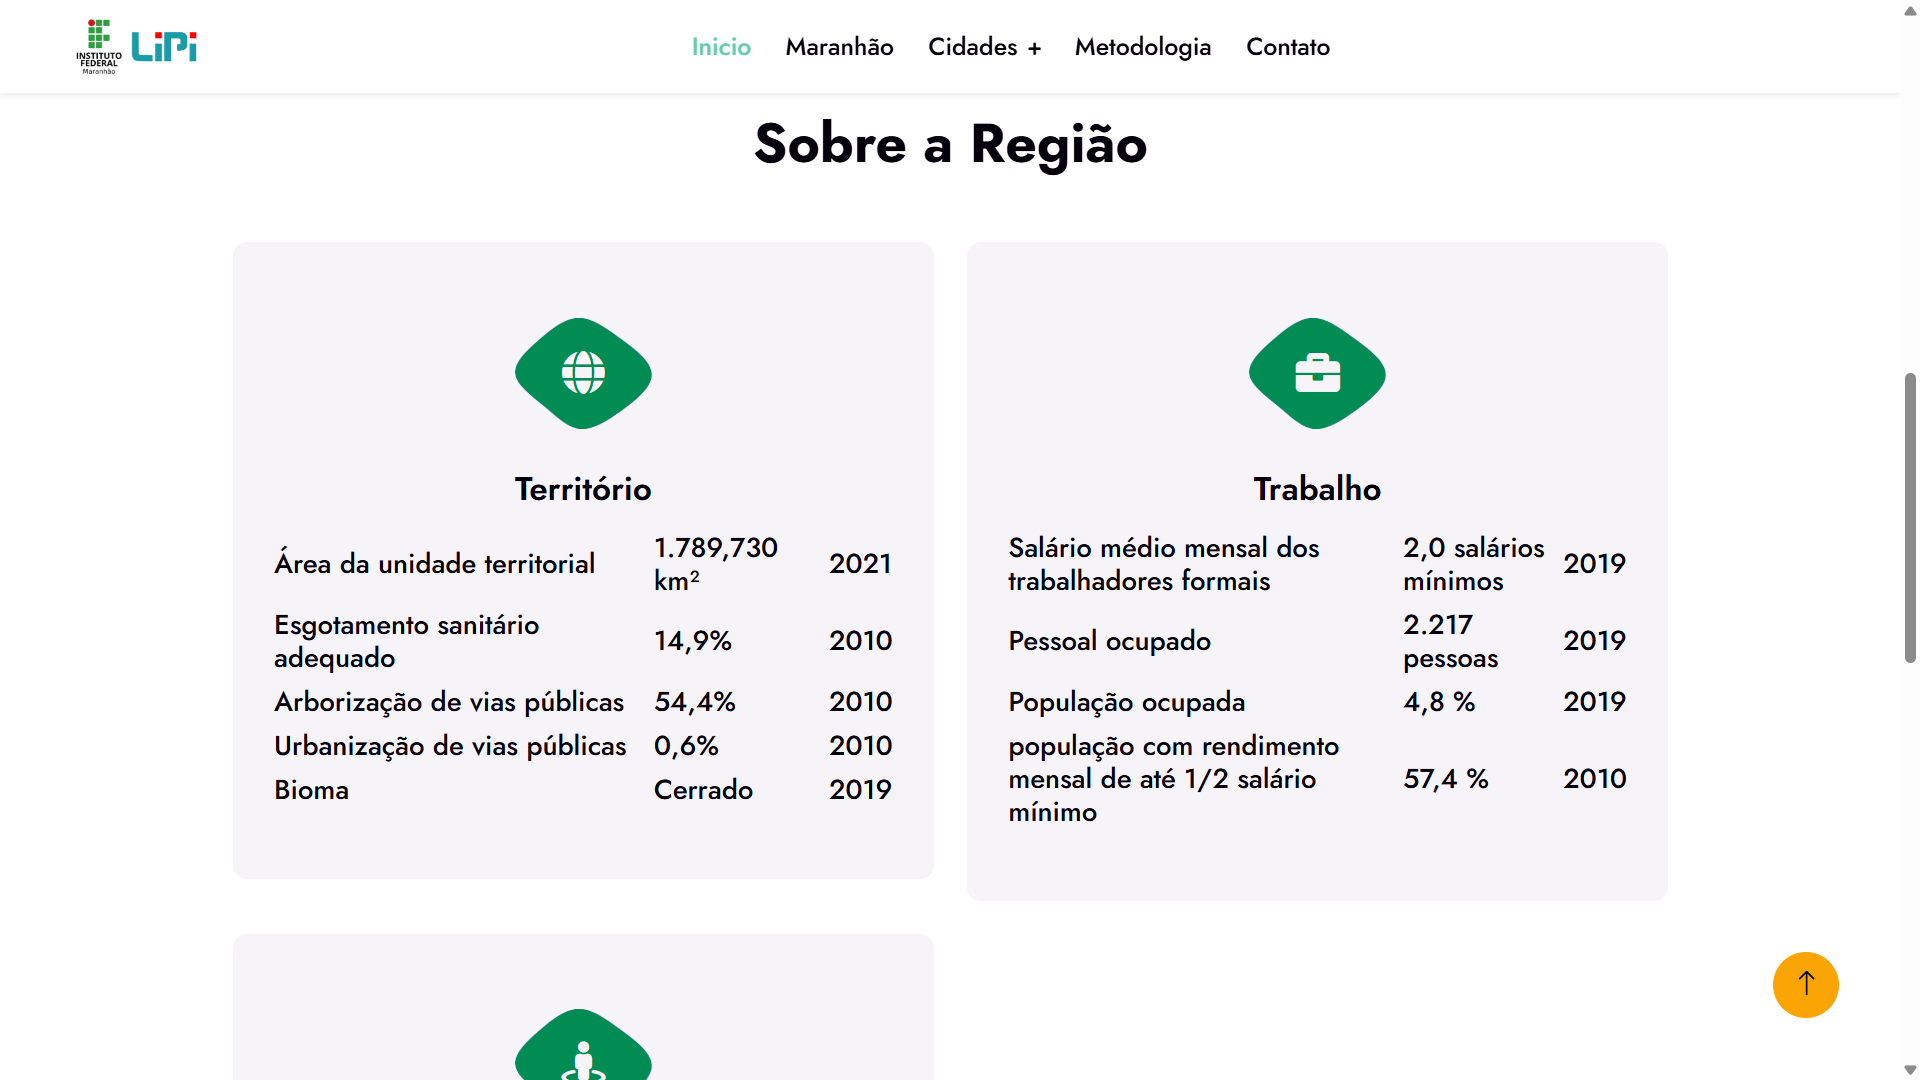 INSTITUTO
FEDERAL
Maranhão
LiPi
Inicio Maranhão Cidades + Metodologia Contato
Sobre a Região
Território
Área da unidade territorial 1.789,730 km² 2021
Esgotamento sanitário adequado 14,9% 2010
Arborização de vias públicas 54,4% 2010
Urbanização de vias públicas 0,6% 2010
Bioma Cerrado 2019
Trabalho
Salário médio mensal dos trabalhadores formais 2,0 salários mínimos 2019
Pessoal ocupado 2.217 pessoas 2019
População ocupada 4,8 % 2019
população com rendimento mensal de até 1/2 salário mínimo 57,4 % 2010